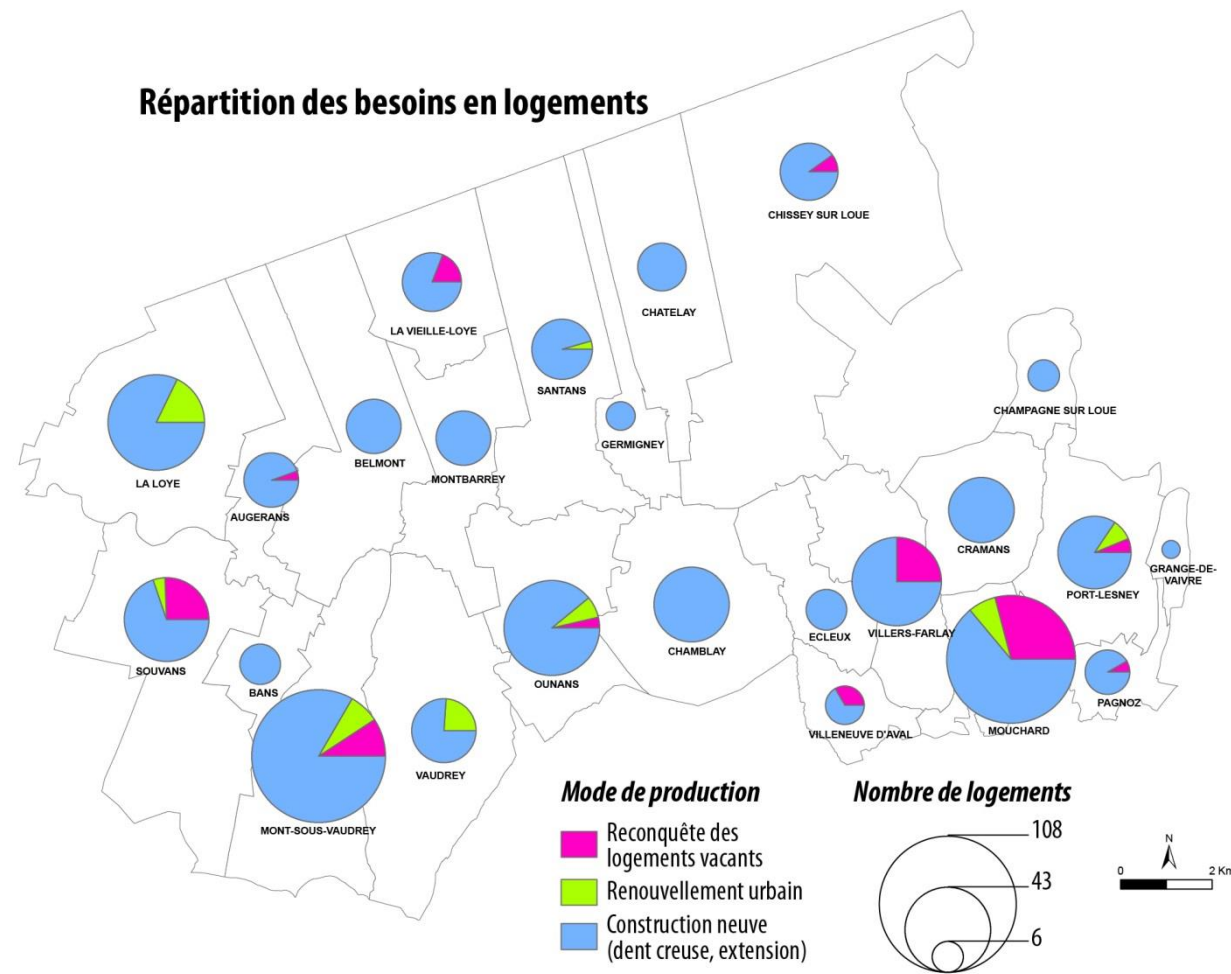 Répartition des besoins en logements
CHISSEY SUR LOUE
CHATELAY
LA VIEILLE-LOYE
SANTANS
CHAMPAGNE SUR LOUE
GERMIGNEY
BELMONT
MONTBARREY
LA LOYE
AUGERANS
CRAMANS
GRANGE-DE-
VAIVRE
PORT-LESNEY
ECLEUX
VILLERS-FARLAY
CHAMBLAY
SOUVANS
OUNANS
BANS
PAGNOZ
MOUCHARD
VILLENEUVE D'AVAL
VAUDREY
MONT-SOUS-VAUDREY
Mode de production
Reconquête des
logements vacants
Renouvellement urbain
Construction neuve
(dent creuse, extension)
Nombre de logements
108
43
6
N
0 2 Km